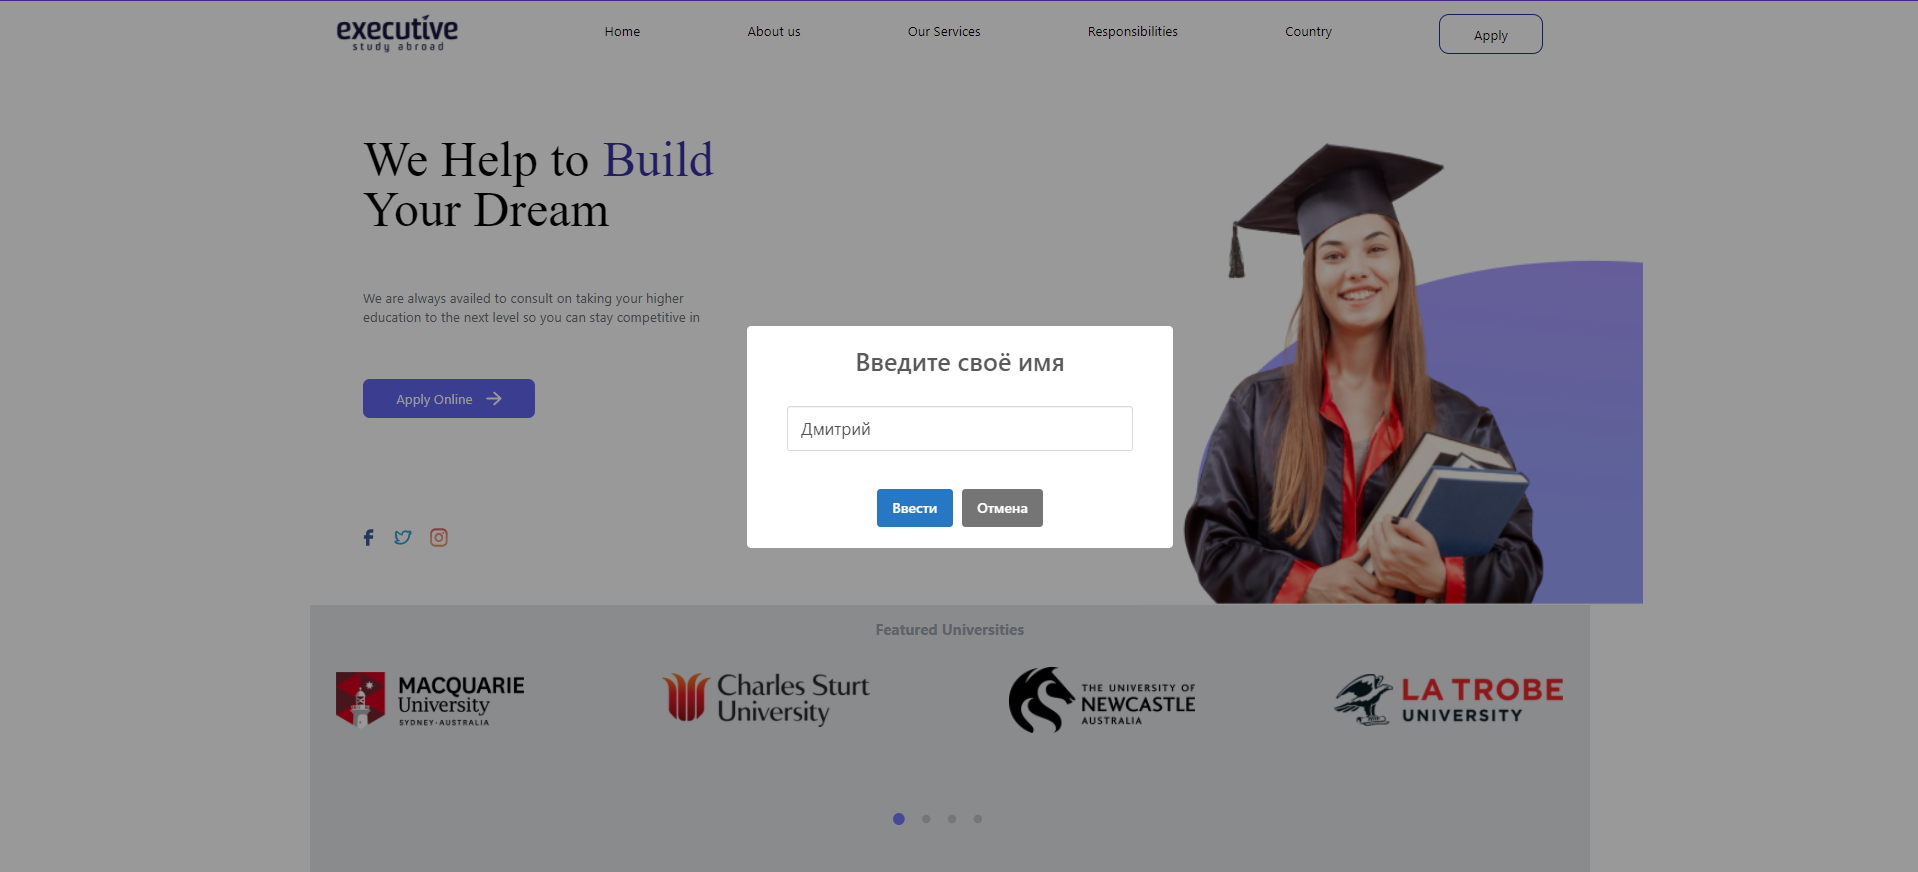 executive
study abroad
Home
About us
Our Services
Responsibilities
Country
Apply
We Help to Build
Your Dream
We are always availed to consult on taking your higher
education to the next level so you can stay competitive in
Apply Online
Введите своё имя
Дмитрий
Ввести
Отмена
Featured Universities
MACQUARIE
University
SYDNEY·AUSTRALIA
Charles Sturt
University
THE UNIVERSITY OF
NEWCASTLE
AUSTRALIA
LA TROBE
UNIVERSITY